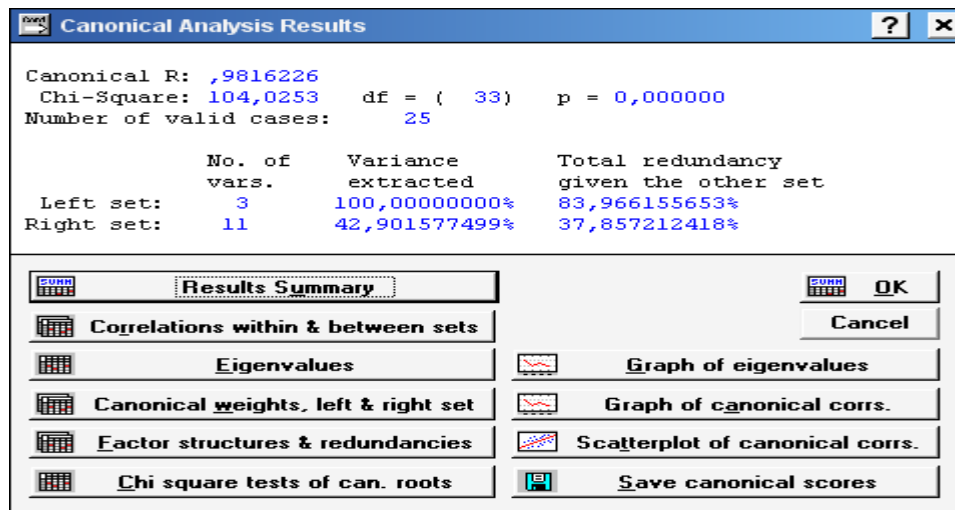 Canonical Analysis Results ? ×
Canonical R: ,9816226
Chi-Square: 104,0253 df = ( 33) p = 0,000000
Number of valid cases: 25
No. of Variance Total redundancy
vars. extracted given the other set
Left set: 3 100,00000000% 83,966155653%
Right set: 11 42,901577499% 37,857212418%
Results Summary
OK
Correlations within & between sets
Cancel
Eigenvalues
Graph of eigenvalues
Canonical weights, left & right set
Graph of canonical corrs.
Factor structures & redundancies
Scatterplot of canonical corrs.
Chi square tests of can. roots
Save canonical scores